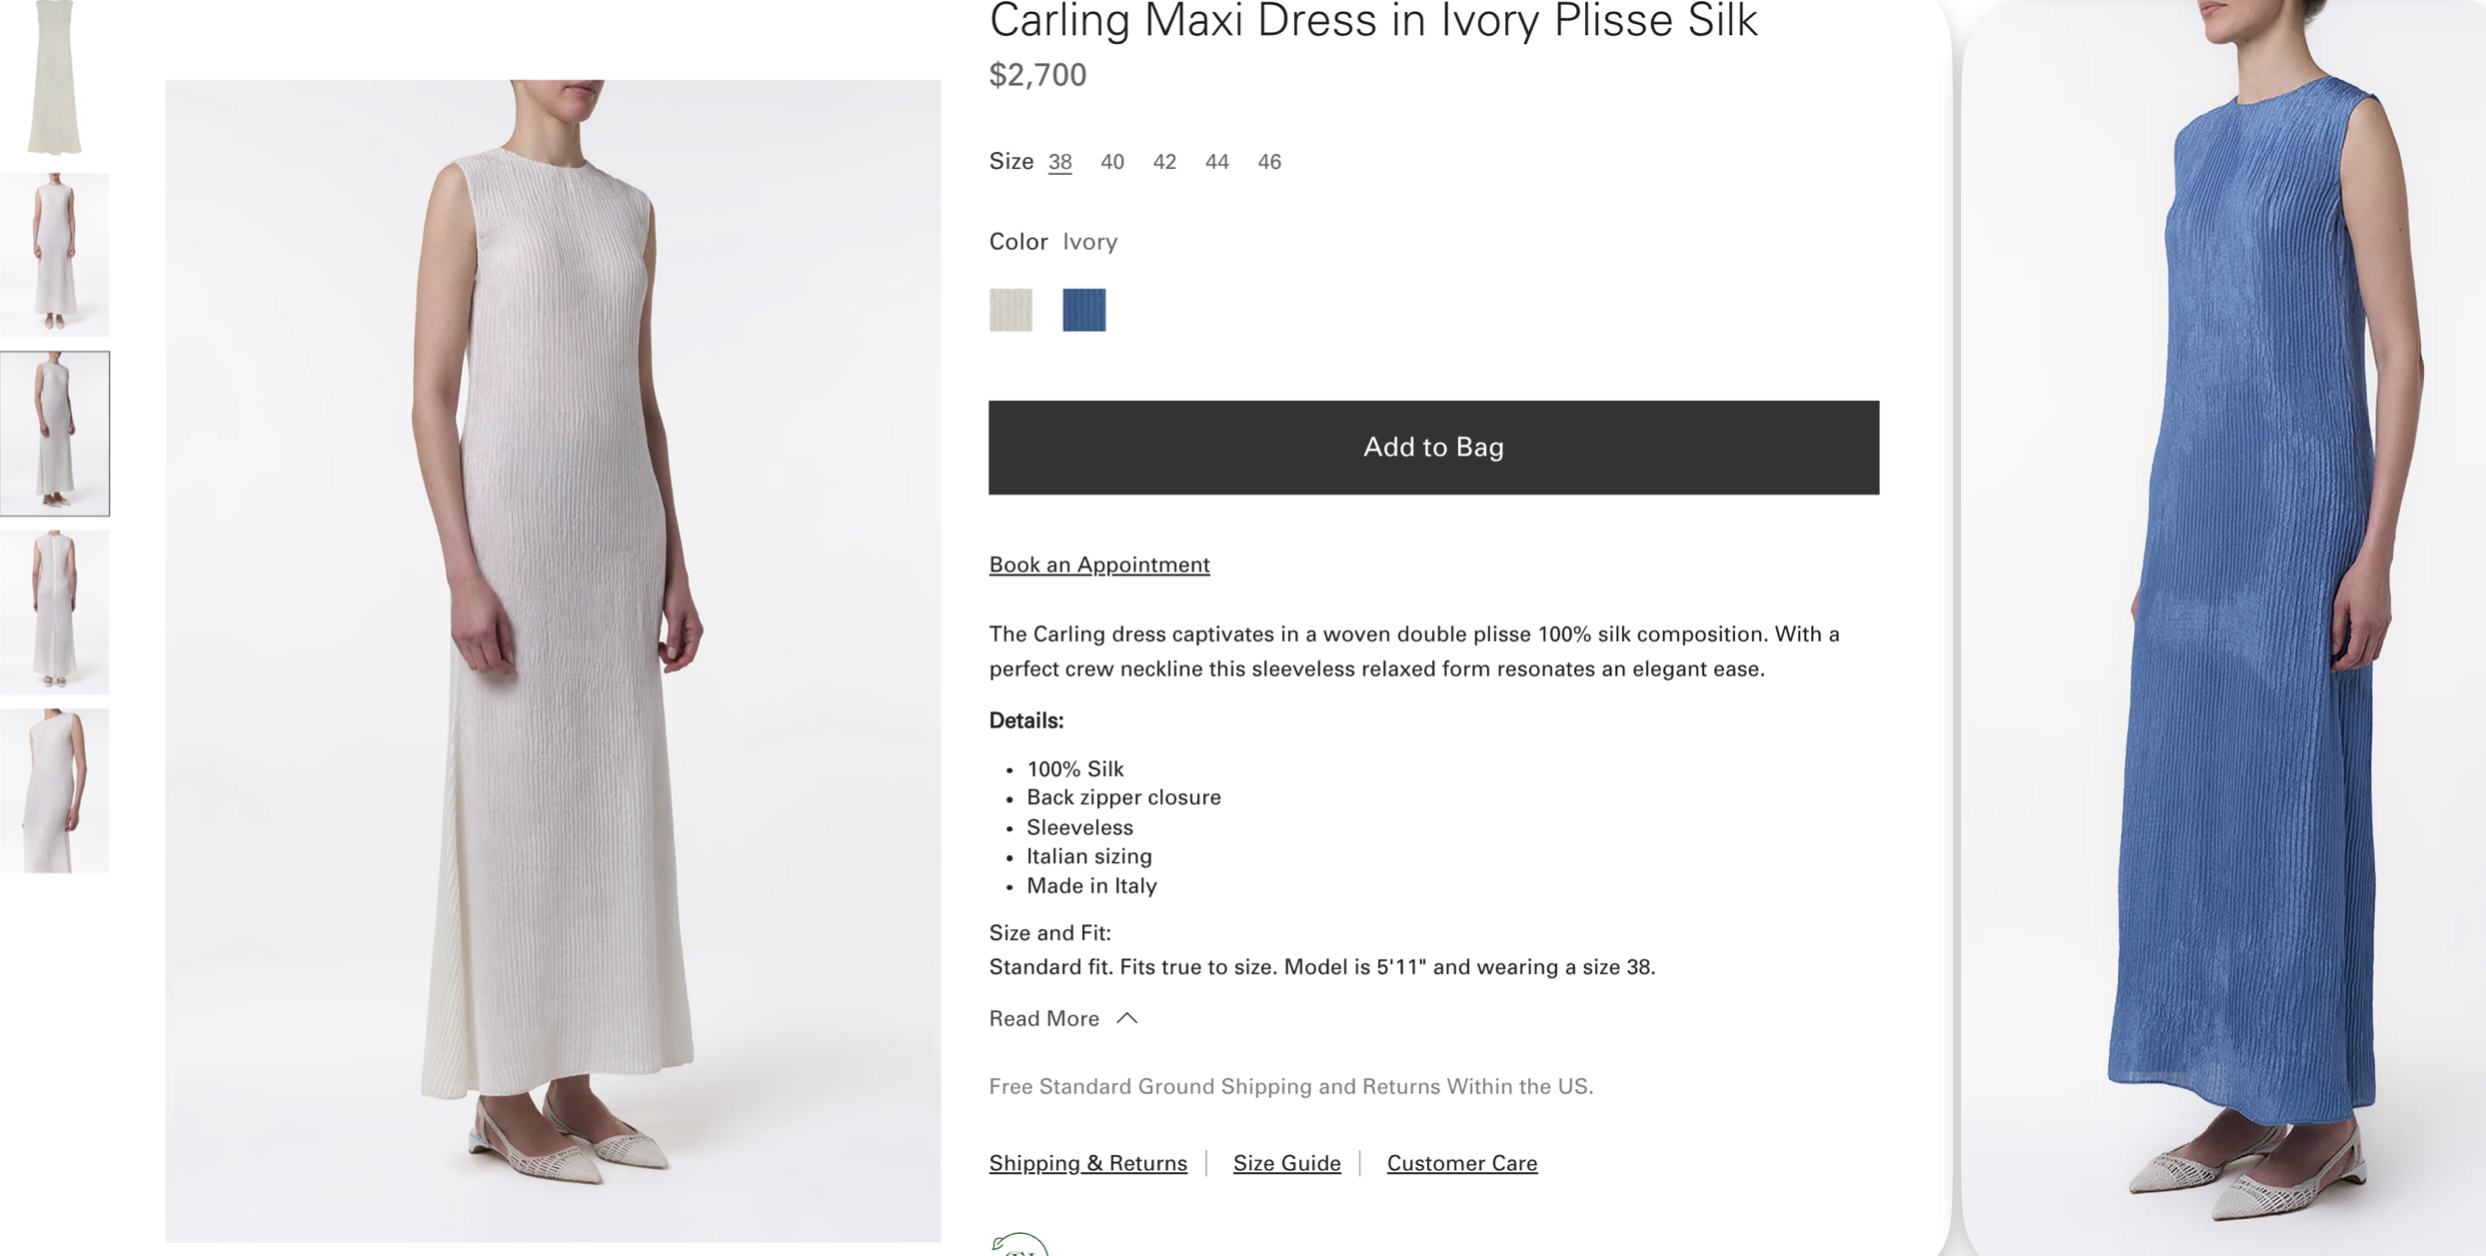 Carling Maxi Dress in Ivory Plisse Silk
$2,700
Size 38 40 42 44 46
Color Ivory
Add to Bag
Book an Appointment
The Carling dress captivates in a woven double plisse 100% silk composition. With a
perfect crew neckline this sleeveless relaxed form resonates an elegant ease.
Details:
• 100% Silk
• Back zipper closure
• Sleeveless
• Italian sizing
• Made in Italy
Size and Fit:
Standard fit. Fits true to size. Model is 5'11" and wearing a size 38.
Read More
Free Standard Ground Shipping and Returns Within the US.
Shipping & Returns | Size Guide | Customer Care